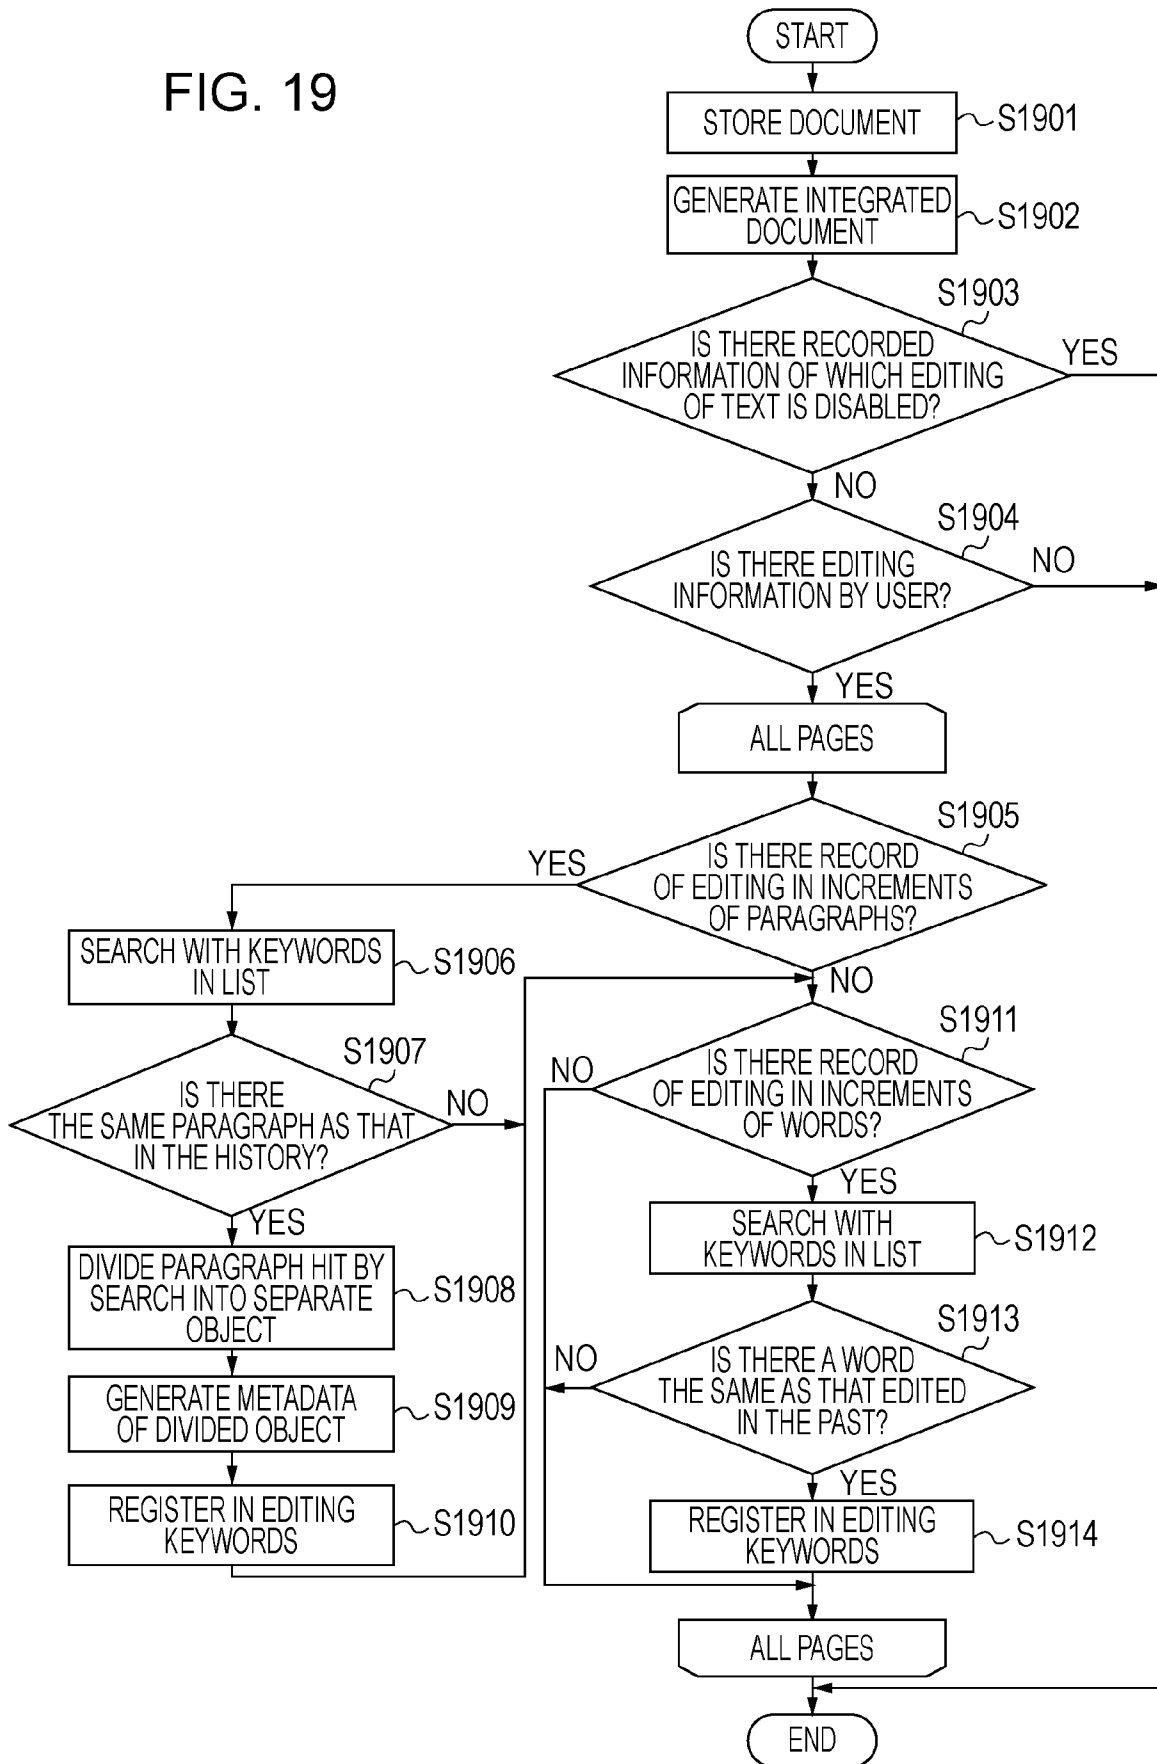 FIG. 19
START
STORE DOCUMENT
S1901
GENERATE INTEGRATED
DOCUMENT
S1902
S1903
IS THERE RECORDED
INFORMATION OF WHICH EDITING
OF TEXT IS DISABLED?
YES
NO
S1904
IS THERE EDITING
INFORMATION BY USER?
NO
YES
ALL PAGES
S1905
IS THERE RECORD
OF EDITING IN INCREMENTS
OF PARAGRAPHS?
YES
NO
SEARCH WITH KEYWORDS
IN LIST
S1906
S1907
IS THERE
THE SAME PARAGRAPH AS THAT
IN THE HISTORY?
NO
YES
DIVIDE PARAGRAPH HIT BY
SEARCH INTO SEPARATE
OBJECT
S1908
GENERATE METADATA
OF DIVIDED OBJECT
S1909
REGISTER IN EDITING
KEYWORDS
S1910
S1911
IS THERE RECORD
OF EDITING IN INCREMENTS
OF WORDS?
NO
YES
SEARCH WITH
KEYWORDS IN LIST
S1912
S1913
IS THERE A WORD
THE SAME AS THAT EDITED
IN THE PAST?
NO
YES
REGISTER IN EDITING
KEYWORDS
S1914
ALL PAGES
END